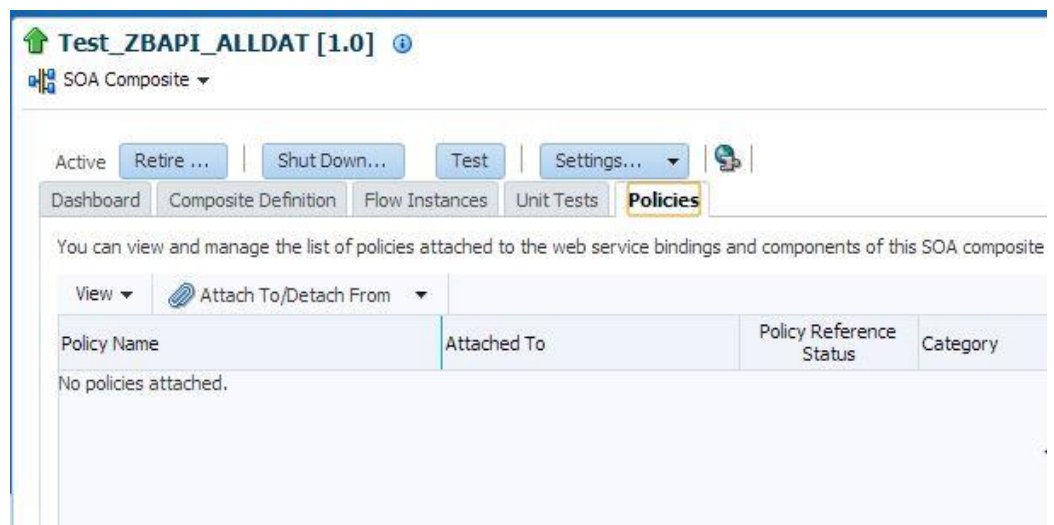 Test_ZBAPI_ALLDAT [1.0]
SOA Composite
Active Retire ... Shut Down... Test Settings...
Dashboard Composite Definition Flow Instances Unit Tests Policies
You can view and manage the list of policies attached to the web service bindings and components of this SOA composite
View Attach To/Detach From
Policy Name Attached To Policy Reference Status Category
No policies attached.